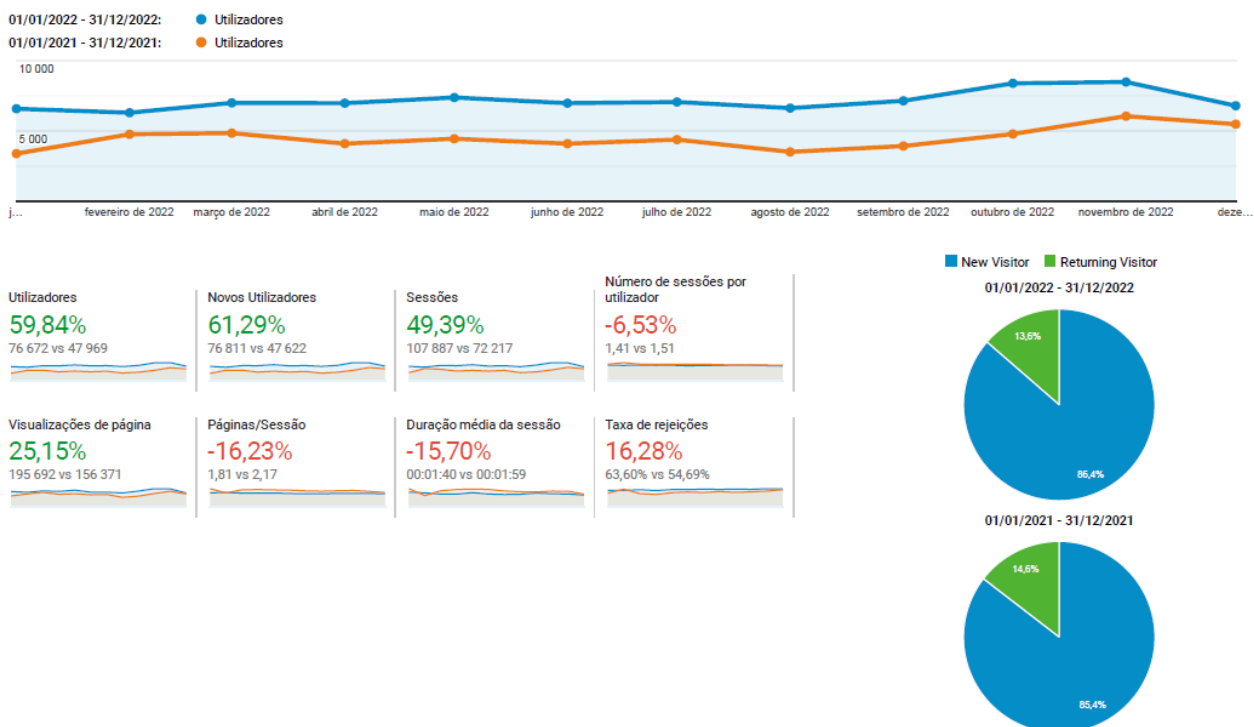 01/01/2022 - 31/12/2022: Utilizadores
01/01/2021 - 31/12/2021: Utilizadores
10 000
5 000
j... fevereiro de 2022 março de 2022 abril de 2022 maio de 2022 junho de 2022 julho de 2022 agosto de 2022 setembro de 2022 outubro de 2022 novembro de 2022 deze...
Utilizadores
59,84%
76 672 vs 47 969
Novos Utilizadores
61,29%
76 811 vs 47 622
Sessões
49,39%
107 887 vs 72 217
Número de sessões por
utilizador
-6,53%
1,41 vs 1,51
Visualizações de página
25,15%
195 692 vs 156 371
Páginas/Sessão
-16,23%
1,81 vs 2,17
Duração média da sessão
-15,70%
00:01:40 vs 00:01:59
Taxa de rejeições
16,28%
63,60% vs 54,69%
New Visitor Returning Visitor
01/01/2022 - 31/12/2022
13,6%
86,4%
01/01/2021 - 31/12/2021
14,6%
85,4%